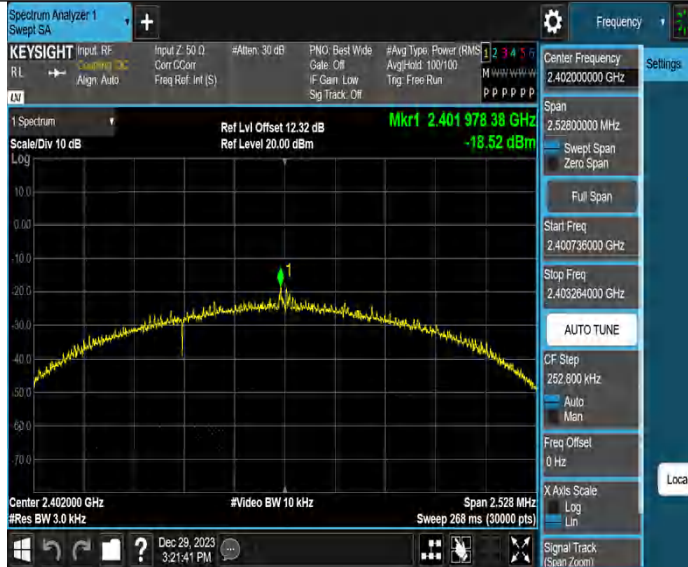 Spectrum Analyzer 1
Swept SA
+
Frequency
KEYSIGHT
RL
Input: RF
Coupling: DC
Align: Auto
Input Z: 50 Ω
Corr CCorr
Freq Ref: Int (S)
#Atten: 30 dB
PNO: Best Wide
Gate: Off
IF Gain: Low
Sig Track: Off
#Avg Type: Power (RMS
Avg|Hold: 100/100
Trig: Free Run
1 2 3 4 5 6
M W W W W W
P P P P P P
LXI
Center Frequency
2.402000000 GHz
Settings
Span
2.52800000 MHz
Swept Span
Zero Span
Full Span
Start Freq
2.400736000 GHz
Stop Freq
2.403264000 GHz
AUTO TUNE
CF Step
252.800 kHz
Auto
Man
Freq Offset
0 Hz
X Axis Scale
Log
Lin
Signal Track
(Span Zoom)
Loca
1 Spectrum
Scale/Div 10 dB
Ref Lvl Offset 12.32 dB
Ref Level 20.00 dBm
Mkr1 2.401 978 38 GHz
-18.52 dBm
Log
10.0
0.00
-10.0
-20.0
-30.0
-40.0
-50.0
-60.0
-70.0
1
Center 2.402000 GHz
#Video BW 10 kHz
Span 2.528 MHz
#Res BW 3.0 kHz
Sweep 268 ms (30000 pts)
?
Dec 29, 2023
3:21:41 PM